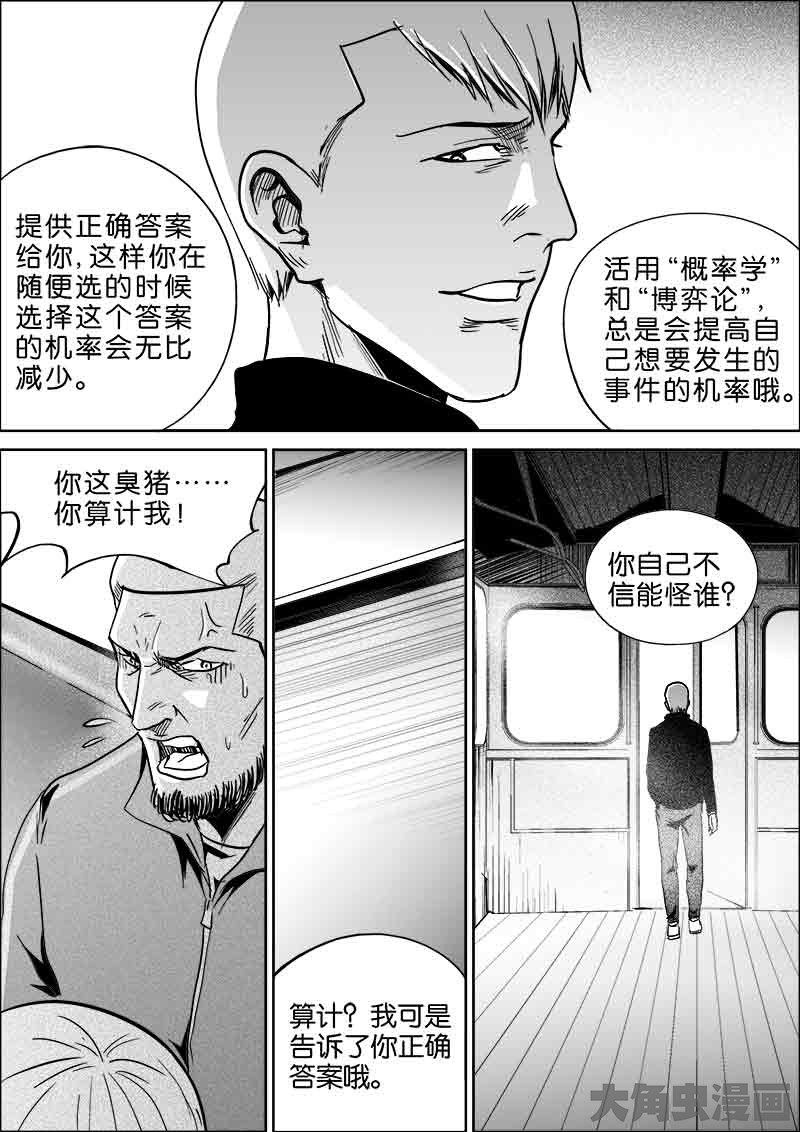 提供正确答案
给你,这样你在
随便选的时候
选择这个答案
的机率会无比
减少。
活用“概率学”
和“博弈论”,
总是会提高自
己想要发生的
事件的机率哦。
你这臭猪……
你算计我!
算计?我可是
告诉了你正确
答案哦。
你自己不
信能怪谁?
大角虫漫画